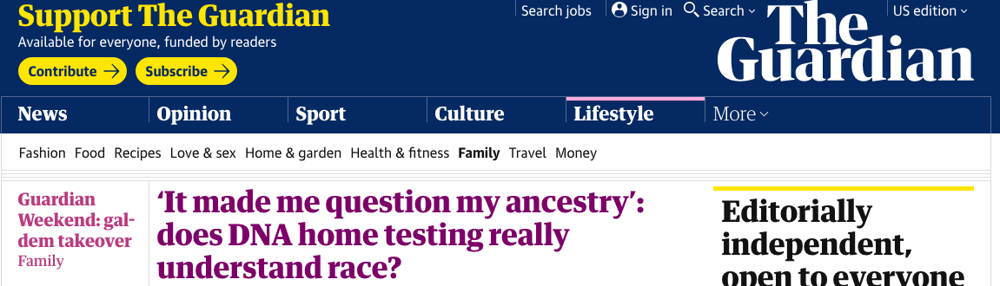 Support The Guardian
Available for everyone, funded by readers
Contribute
Subscribe
Search jobs
Sign in
Search
US edition
The
Guardian
News
Opinion
Sport
Culture
Lifestyle
More
Fashion Food Recipes Love & sex Home & garden Health & fitness Family Travel Money
Guardian
Weekend: gal-
dem takeover
Family
‘It made me question my ancestry’:
does DNA home testing really
understand race?
Editorially
independent,
open to everyone